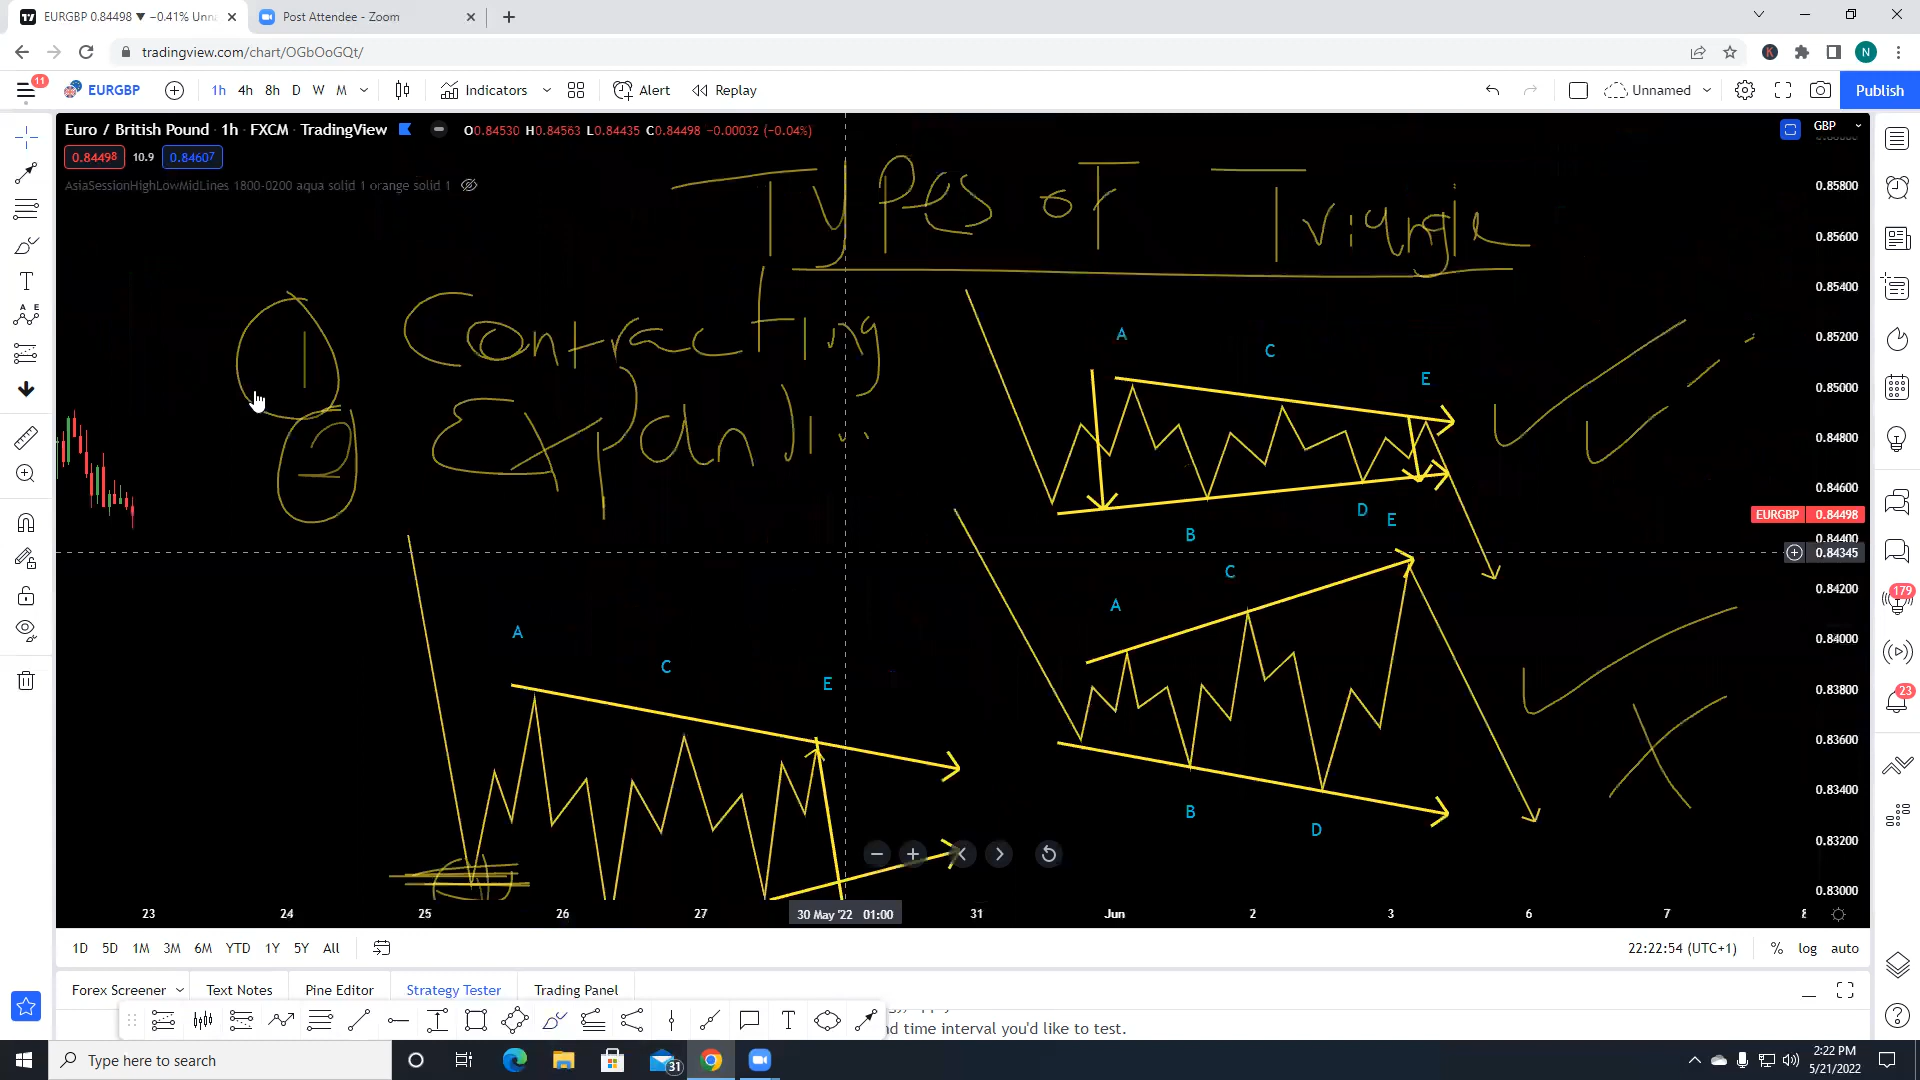 EURGBP 0.84498 ▼ −0.41% Unn
Post Attendee - Zoom
tradingview.com/chart/OGbOoGQt/
K
N
11
EURGBP
1h 4h 8h D W M
Indicators
Alert
Replay
Unnamed
Publish
Euro / British Pound · 1h · FXCM · TradingView
O0.84530 H0.84563 L0.84435 C0.84498 −0.00032 (−0.04%)
GBP
0.84498 10.9 0.84607
AsiaSessionHighLowMidLines 1800-0200 aqua solid 1 orange solid 1
Types of Triangle
1 Contracting
2
A
C
E
B
D
E
A
C
B
D
A
C
E
0.85800
0.85600
0.85400
0.85200
0.85000
0.84800
0.84600
EURGBP 0.84498
0.84400
0.84345
0.84200
0.84000
0.83800
0.83600
0.83400
0.83200
0.83000
179
23
23 24 25 26 27 30 May '22 01:00 31 Jun 2 3 6 7 8
1D 5D 1M 3M 6M YTD 1Y 5Y All
22:22:54 (UTC+1) % log auto
Forex Screener Text Notes Pine Editor Strategy Tester Trading Panel
nd time interval you'd like to test.
Type here to search
31
2:22 PM
5/21/2022